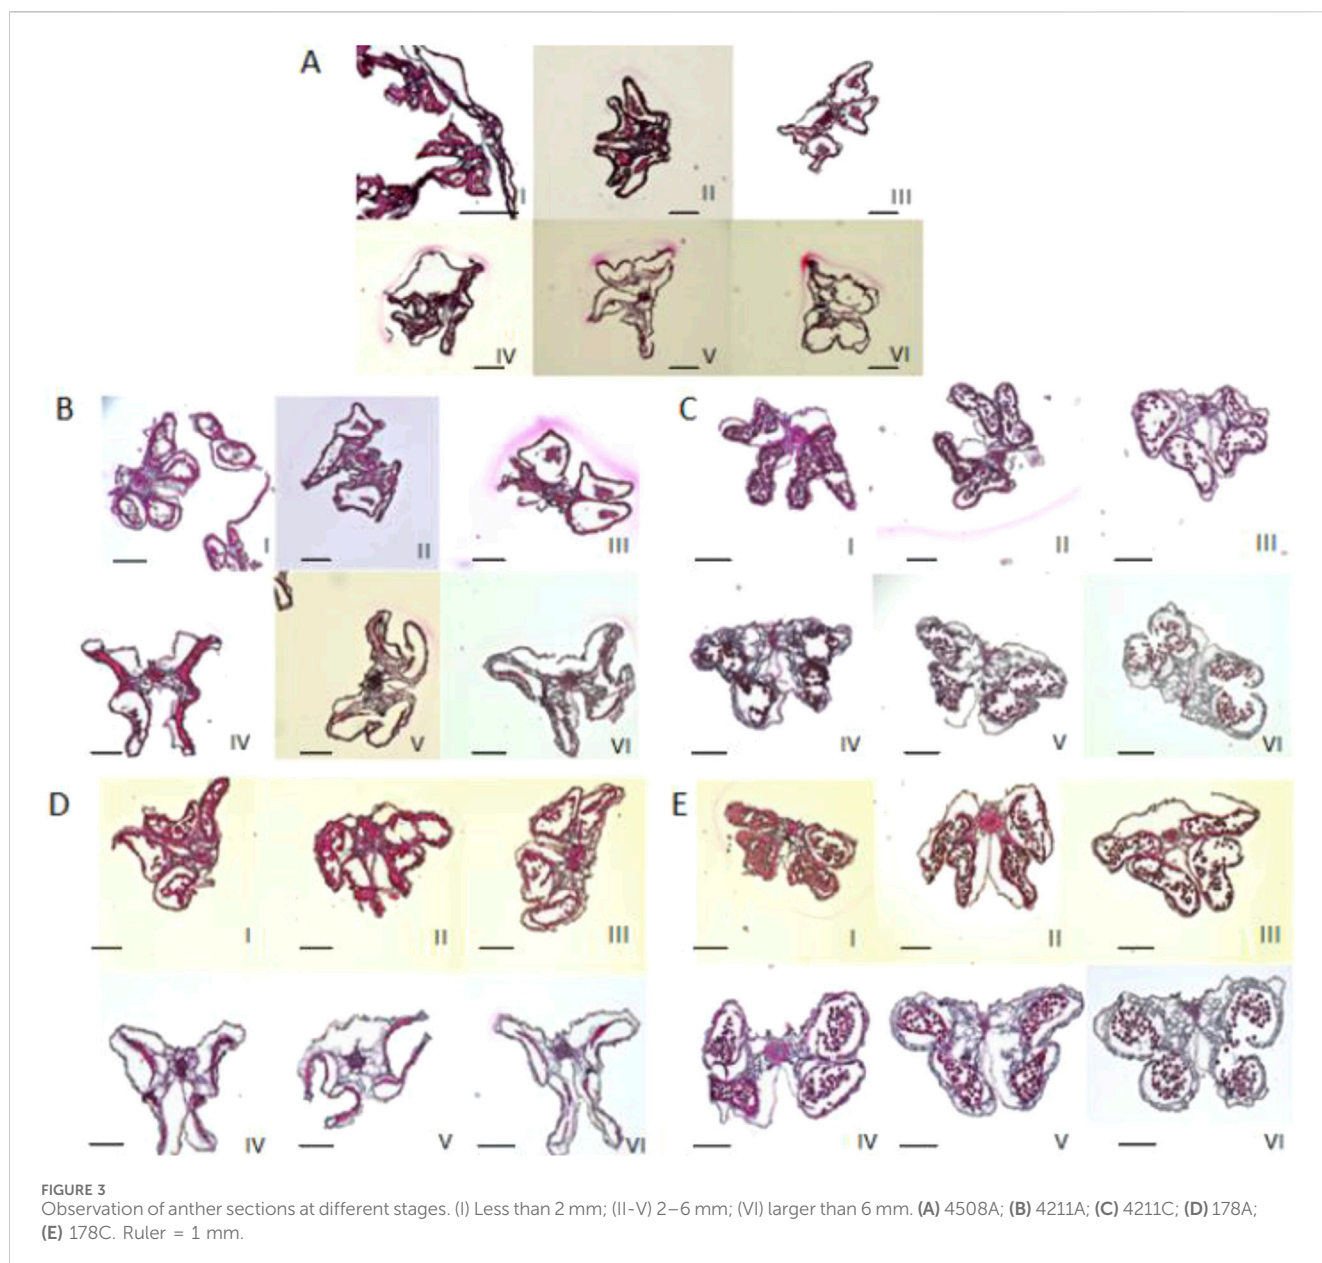 A
I
II
III
IV
V
VI
B
C
I
II
III
I
II
III
IV
V
VI
IV
V
VI
D
E
I
II
III
I
II
III
IV
V
VI
IV
V
VI
FIGURE 3
Observation of anther sections at different stages. (I) Less than 2 mm; (II-V) 2–6 mm; (VI) larger than 6 mm. (A) 4508A; (B) 4211A; (C) 4211C; (D) 178A;
(E) 178C. Ruler = 1 mm.